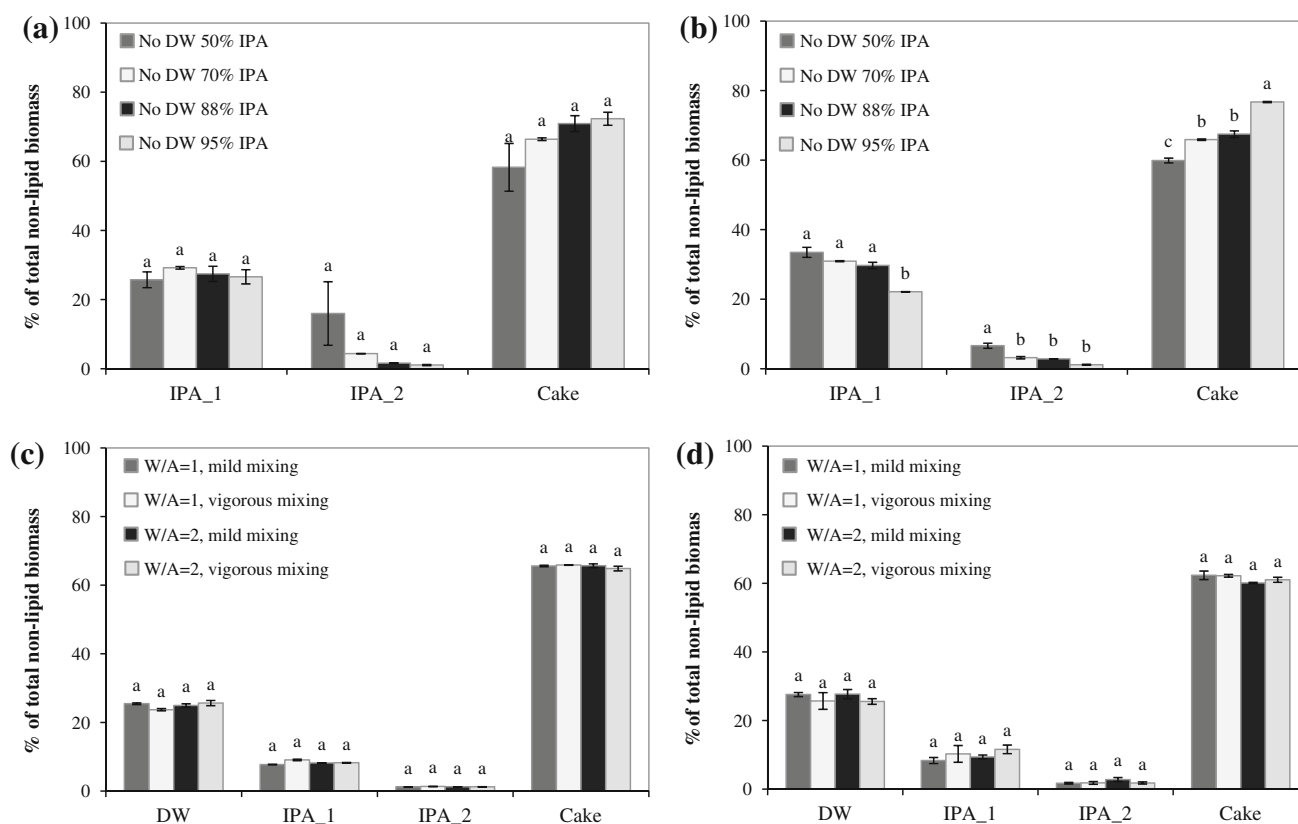 (a)
% of total non-lipid biomass
100
80
60
40
20
0
No DW 50% IPA
No DW 70% IPA
No DW 88% IPA
No DW 95% IPA
a a a a
a a a a
a a a a
IPA_1 IPA_2 Cake
(b)
% of total non-lipid biomass
100
80
60
40
20
0
No DW 50% IPA
No DW 70% IPA
No DW 88% IPA
No DW 95% IPA
a a a b
a b b b
c b b a
IPA_1 IPA_2 Cake
(c)
% of total non-lipid biomass
100
80
60
40
20
0
W/A=1, mild mixing
W/A=1, vigorous mixing
W/A=2, mild mixing
W/A=2, vigorous mixing
a a a a
a a a a
a a a a
a a a a
DW IPA_1 IPA_2 Cake
(d)
% of total non-lipid biomass
100
80
60
40
20
0
W/A=1, mild mixing
W/A=1, vigorous mixing
W/A=2, mild mixing
W/A=2, vigorous mixing
a a a a
a a a a
a a a a
a a a a
DW IPA_1 IPA_2 Cake